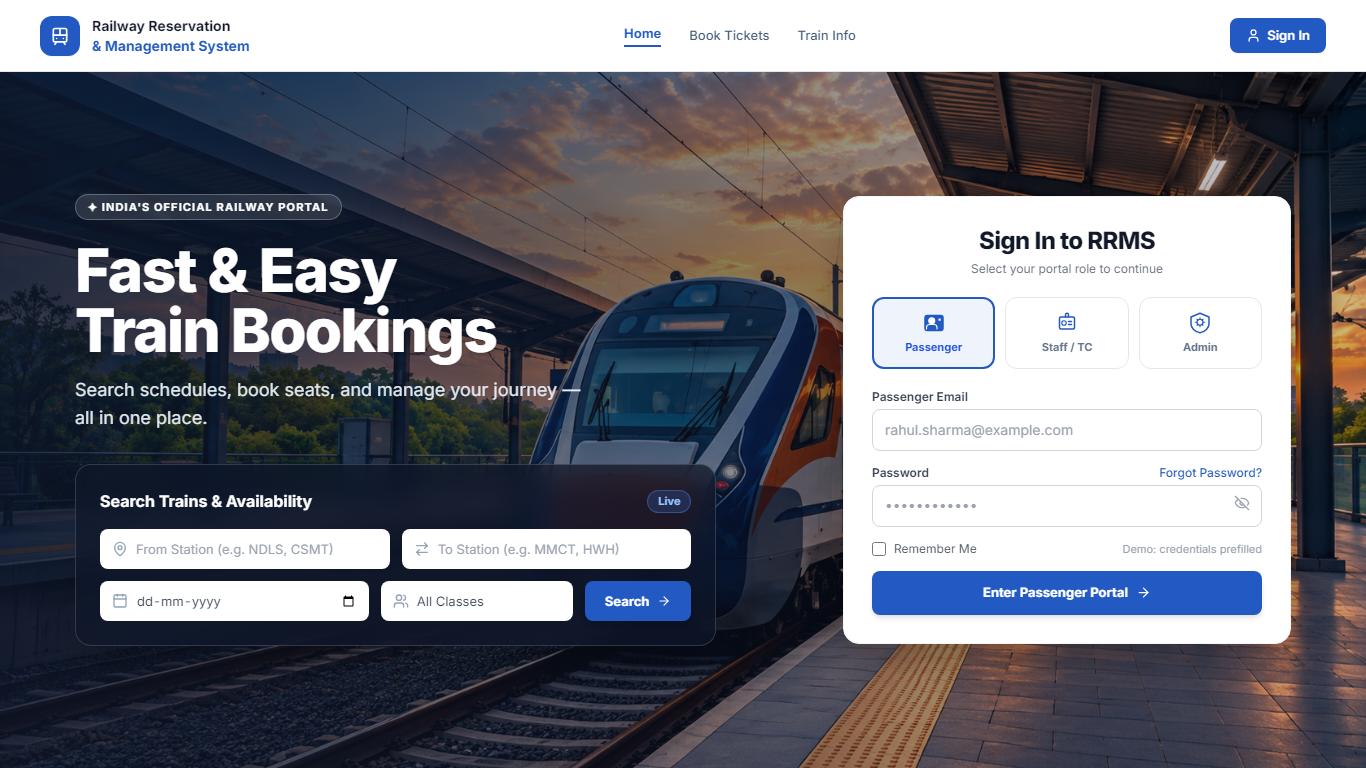 Railway Reservation
& Management System
Home
Book Tickets
Train Info
Sign In
✦ INDIA'S OFFICIAL RAILWAY PORTAL
Fast & Easy
Train Bookings
Search schedules, book seats, and manage your journey —
all in one place.
Search Trains & Availability
Live
From Station (e.g. NDLS, CSMT)
To Station (e.g. MMCT, HWH)
dd-mm-yyyy
All Classes
Search →
Sign In to RRMS
Select your portal role to continue
Passenger
Staff / TC
Admin
Passenger Email
rahul.sharma@example.com
Password
Forgot Password?
••••••••••••
Remember Me
Demo: credentials prefilled
Enter Passenger Portal →